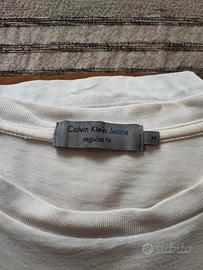 Calvin Klein Jeans
regular fit
M
subito